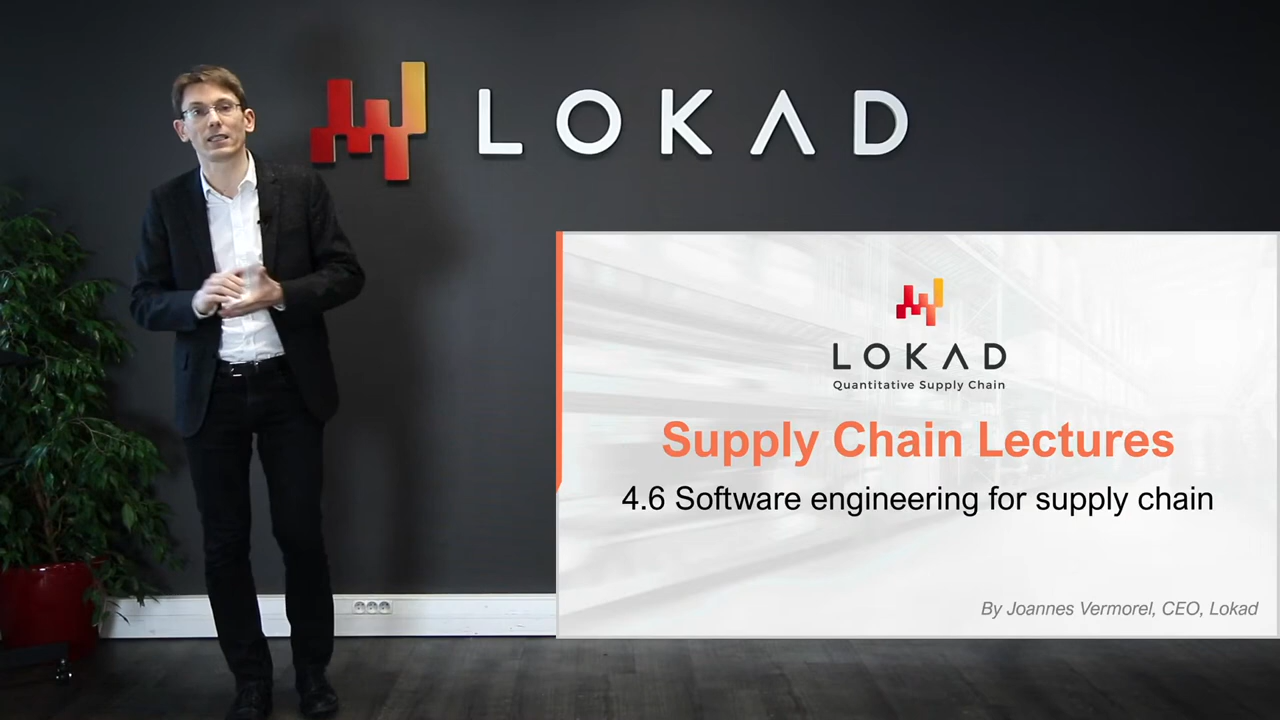 LOKAD
LOKAD
Quantitative Supply Chain
Supply Chain Lectures
4.6 Software engineering for supply chain
By Joannes Vermorel, CEO, Lokad